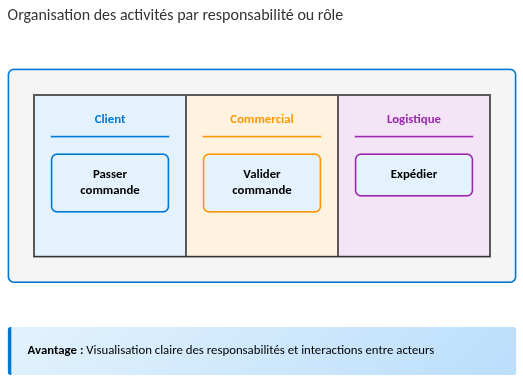 Organisation des activités par responsabilité ou rôle
Client
Commercial
Logistique
Passer
commande
Valider
commande
Expédier
Avantage : Visualisation claire des responsabilités et interactions entre acteurs